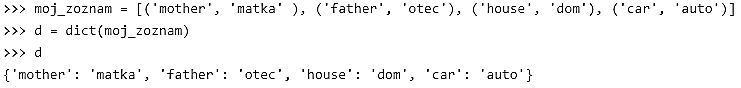 >>> moj_zoznam = [('mother', 'matka' ), ('father', 'otec'), ('house', 'dom'), ('car', 'auto')]
>>> d = dict(moj_zoznam)
>>> d
{'mother': 'matka', 'father': 'otec', 'house': 'dom', 'car': 'auto'}